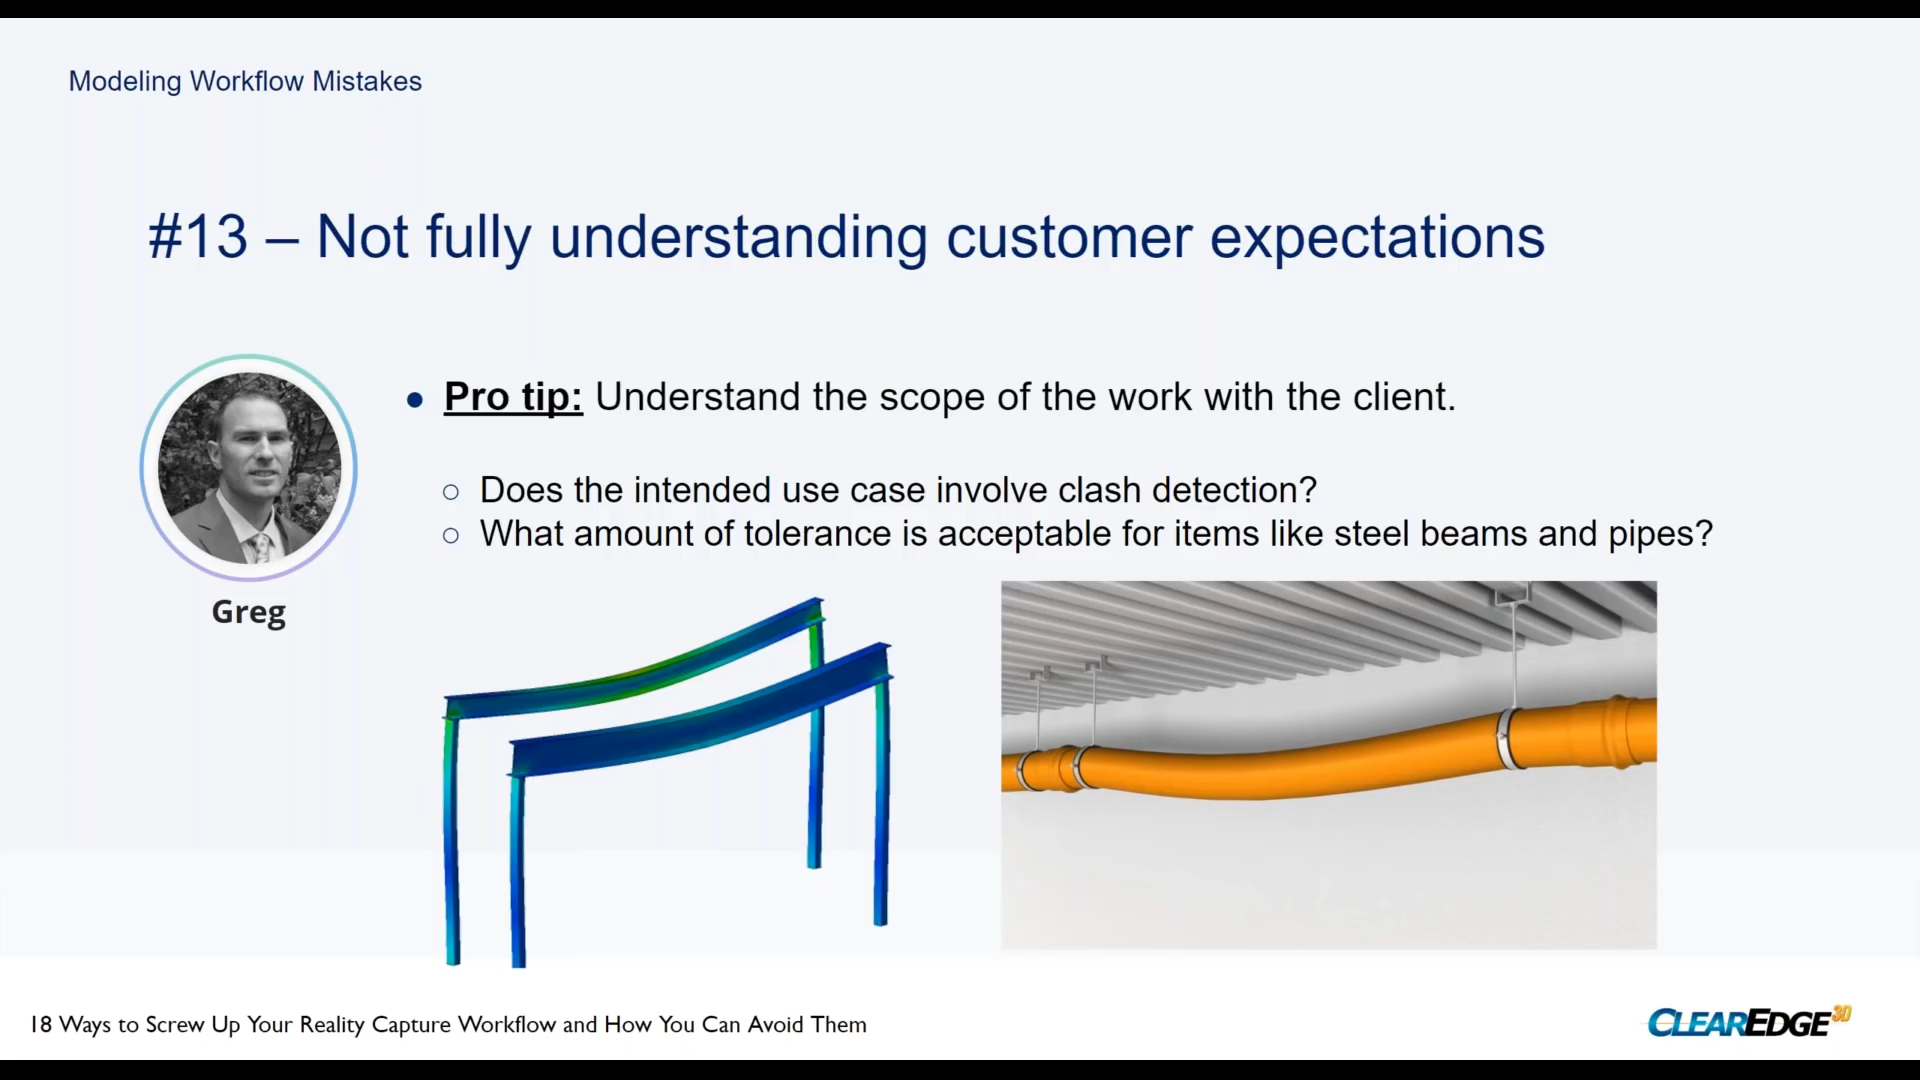 Modeling Workflow Mistakes
#13 – Not fully understanding customer expectations
● Pro tip: Understand the scope of the work with the client.
○ Does the intended use case involve clash detection?
○ What amount of tolerance is acceptable for items like steel beams and pipes?
Greg
18 Ways to Screw Up Your Reality Capture Workflow and How You Can Avoid Them
CLEAREDGE3D